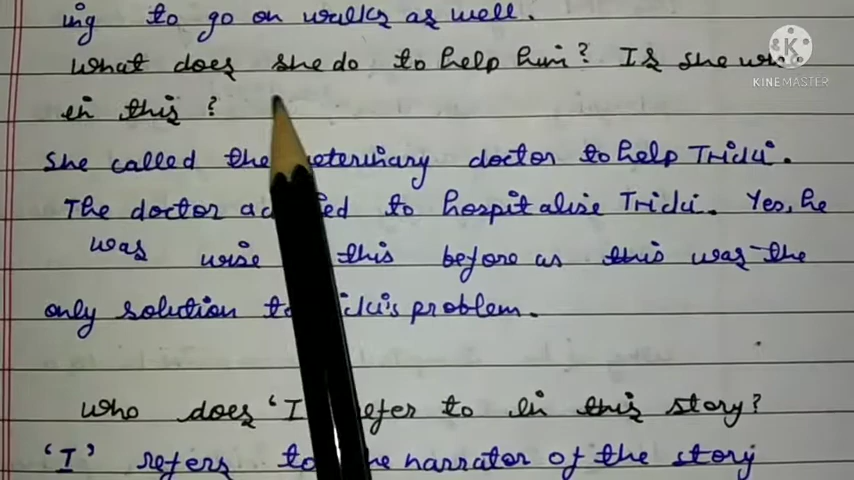 ing to go on walks as well.
What does she do to help him? Is she
in this?
She called the veterinary doctor to help Tricki.
The doctor to hospitalise Tricki. Yes, he
was wise this before as this was the
only solution problem.
Who does 'I refer to in this story?
'I' refers to the narrator of the story
KINEMASTER